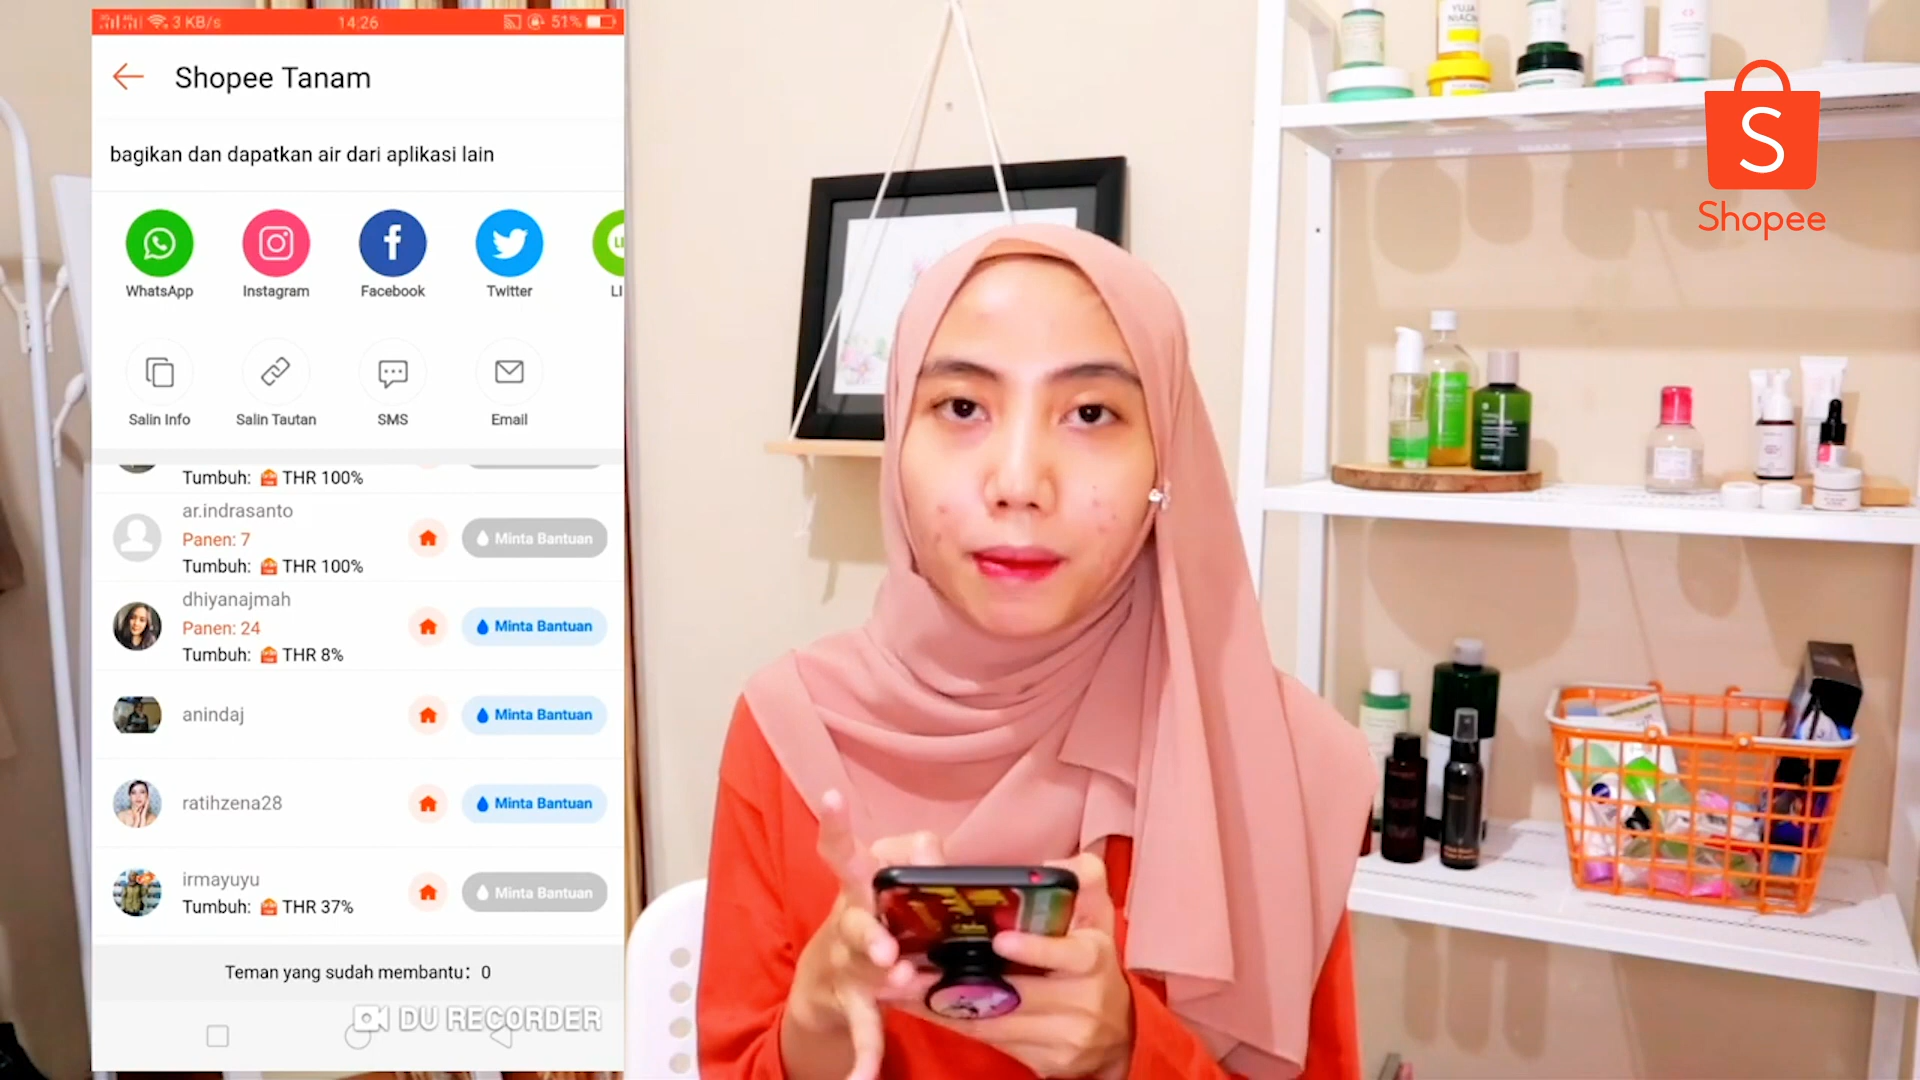 3 KB/s 14:26 51%
Shopee Tanam
bagikan dan dapatkan air dari aplikasi lain
WhatsApp Instagram Facebook Twitter LI
Salin Info Salin Tautan SMS Email
Tumbuh: THR 100%
ar.indrasanto
Panen: 7
Tumbuh: THR 100%
Minta Bantuan
dhiyanajmah
Panen: 24
Tumbuh: THR 8%
Minta Bantuan
anindaj
Minta Bantuan
ratihzena28
Minta Bantuan
irmayuyu
Tumbuh: THR 37%
Minta Bantuan
Teman yang sudah membantu: 0
DU RECORDER
S
Shopee
YUJA
NIACIN